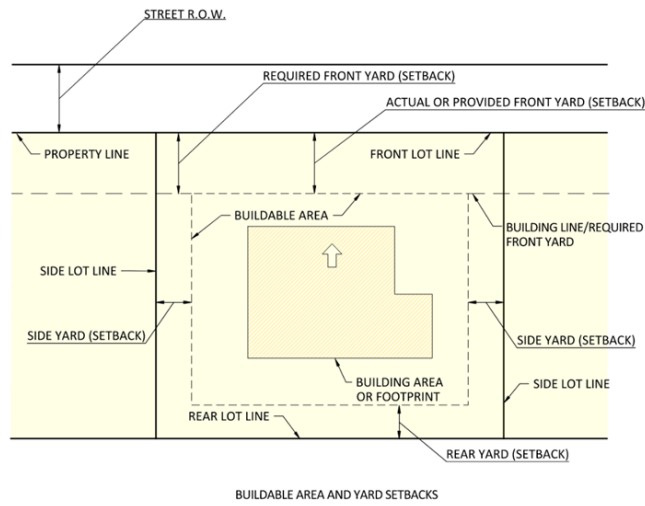 STREET R.O.W.
REQUIRED FRONT YARD (SETBACK)
ACTUAL OR PROVIDED FRONT YARD (SETBACK)
PROPERTY LINE
FRONT LOT LINE
BUILDABLE AREA
BUILDING LINE/REQUIRED
FRONT YARD
SIDE LOT LINE
SIDE YARD (SETBACK)
SIDE YARD (SETBACK)
BUILDING AREA
OR FOOTPRINT
SIDE LOT LINE
REAR LOT LINE
REAR YARD (SETBACK)
BUILDABLE AREA AND YARD SETBACKS